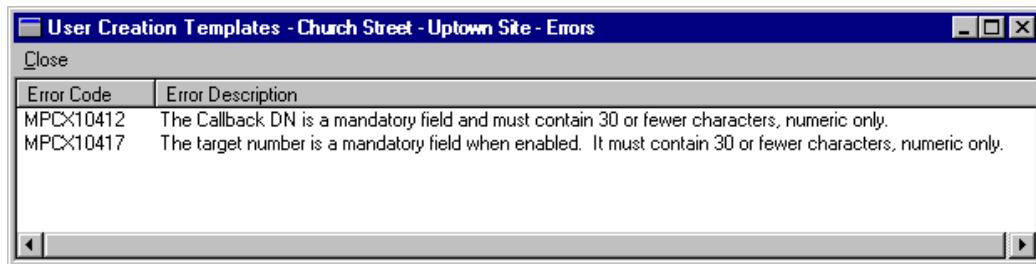 User Creation Templates - Church Street - Uptown Site - Errors
Close
Error Code Error Description
MPCX10412 The Callback DN is a mandatory field and must contain 30 or fewer characters, numeric only.
MPCX10417 The target number is a mandatory field when enabled.  It must contain 30 or fewer characters, numeric only.